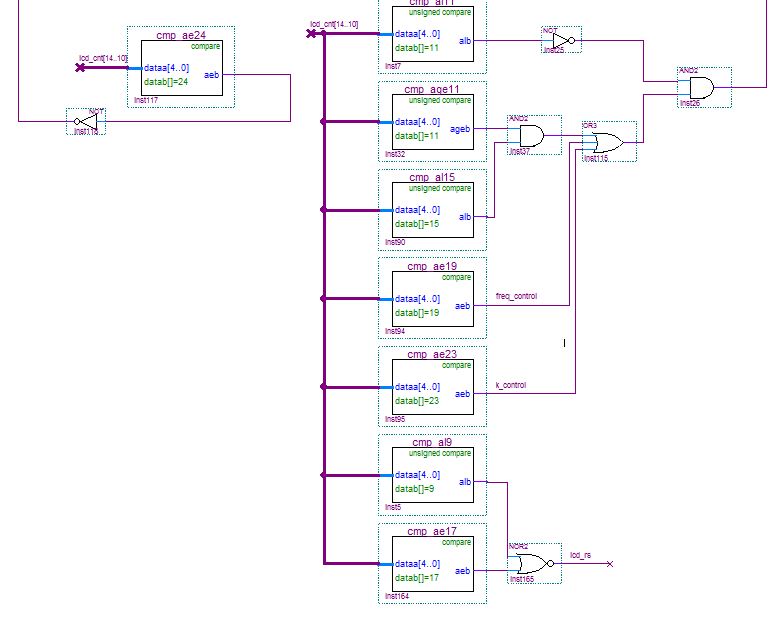 cmp_ae24
compare
lcd_cnt[14..10]
dataa[4..0]
aeb
datab[]=24
inst117
NOT
lcd_cnt[14..10]
unsigned compare
dataa[4..0]
alb
datab[]=11
inst7
NOT
inst25
AND2
inst26
cmp_age11
unsigned compare
dataa[4..0]
ageb
datab[]=11
inst32
AND2
inst37
OR3
inst115
cmp_al15
unsigned compare
dataa[4..0]
alb
datab[]=15
inst90
cmp_ae19
compare
dataa[4..0]
aeb
datab[]=19
inst94
freq_control
cmp_ae23
compare
dataa[4..0]
aeb
datab[]=23
inst95
k_control
cmp_al9
unsigned compare
dataa[4..0]
alb
datab[]=9
inst5
cmp_ae17
compare
dataa[4..0]
aeb
datab[]=17
inst164
NOR2
inst165
lcd_rs